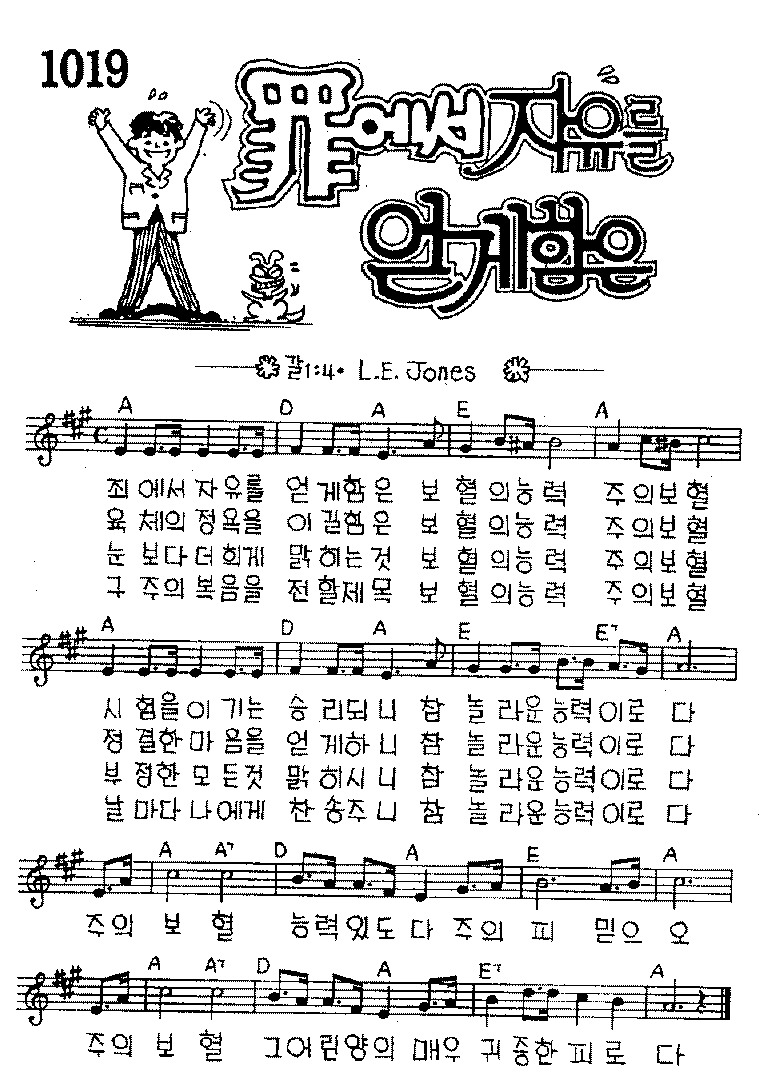 1019
罪에써 자유를
얻게함은
갈1:4• L.E. Jones
A D A E A
죄에서 자유를 얻게함은 보혈의능력 주의보혈
육체의 정욕을 이길힘은 보혈의능력 주의보혈
눈보다더희게 맑히는것 보혈의능력 주의보혈
구주의복음을 전할제목 보혈의능력 주의보혈
A D A E E7 A
시험을이기는 승리되니 참 놀라운능력이로다
정결한마음을 얻게하니 참 놀라운능력이로다
부정한모든것 맑히시니 참 놀라운능력이로다
날마다나에게 찬송주니 참 놀라운능력이로다
A A7 D A E A
주의보혈 능력있도다 주의피 믿으오
A A7 D A E7 A
주의보혈 그어린양의 매우귀중한피로다